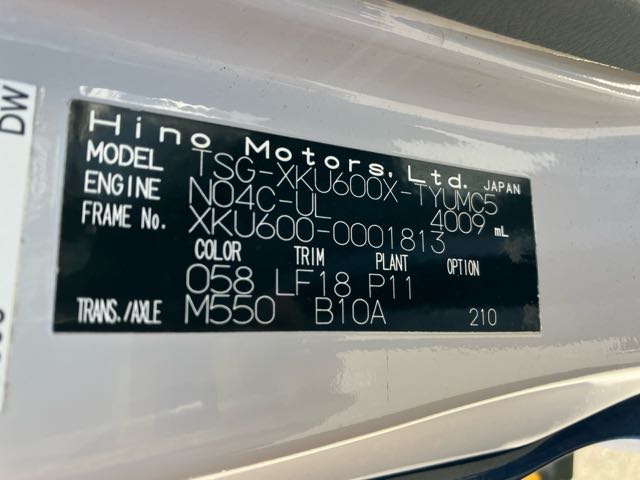 DW
Hino Motors, Ltd. JAPAN
MODEL TSG-XKU600X-TYUMC5
ENGINE N04C-UL 4009 mL
FRAME No. XKU600-0001813
COLOR TRIM PLANT OPTION
058 LF18 P11
TRANS./AXLE M550 B10A 210